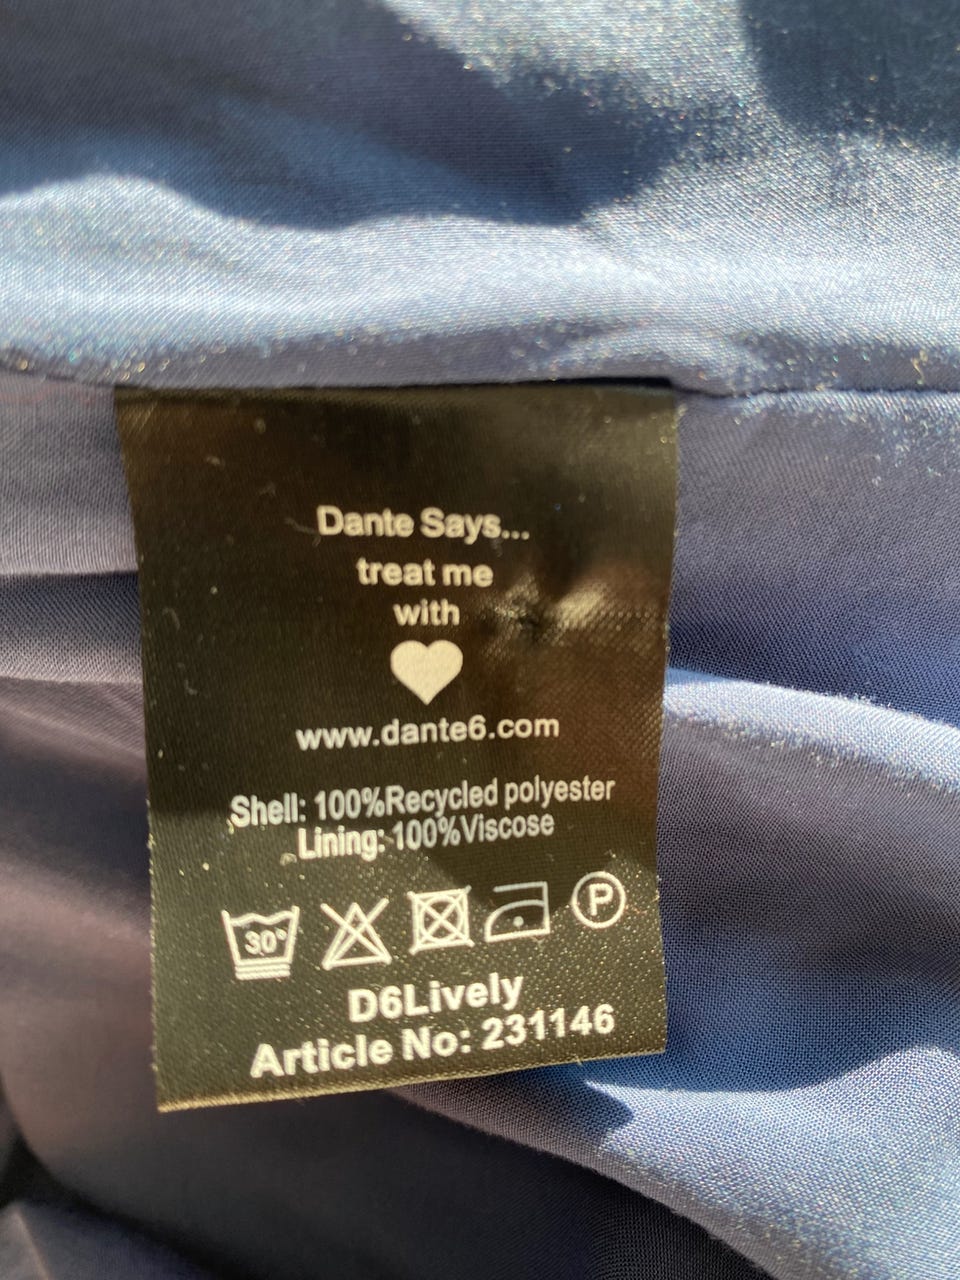 Dante Says...
treat me
with
www.dante6.com
Shell: 100%Recycled polyester
Lining: 100%Viscose
30° P
D6Lively
Article No: 231146